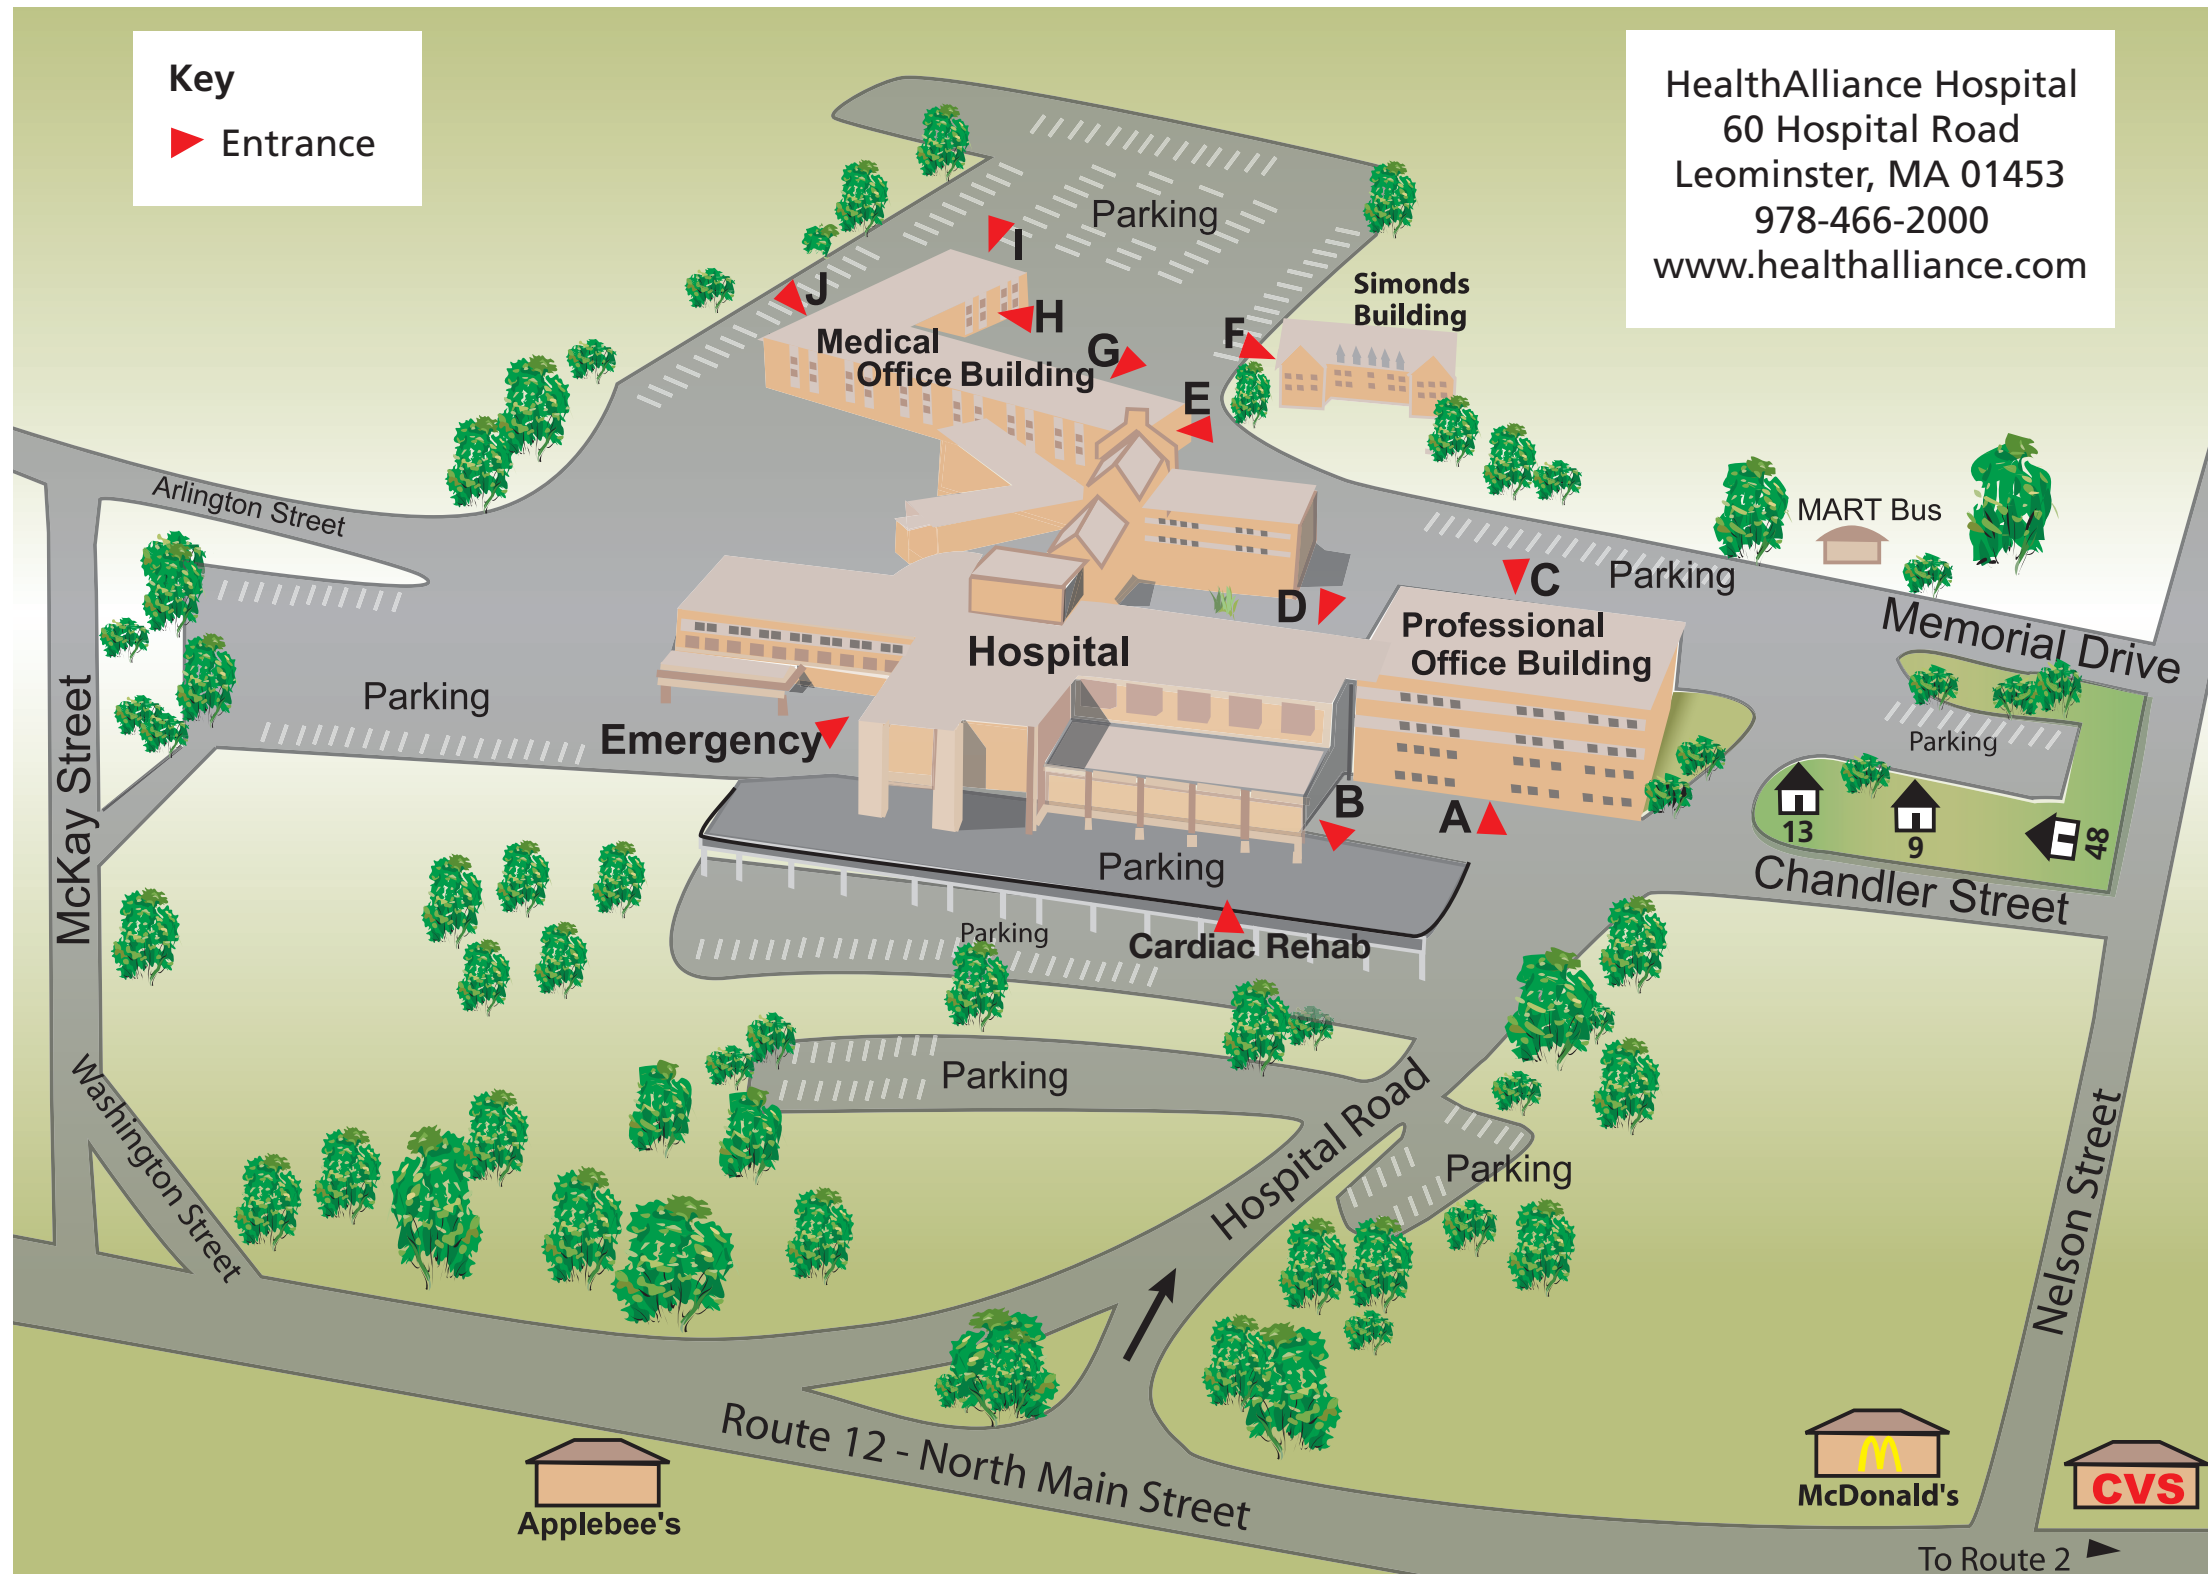 Key
Entrance
HealthAlliance Hospital
60 Hospital Road
Leominster, MA 01453
978-466-2000
www.healthalliance.com
Parking
I
J
H
Medical
Office Building
G
F
Simonds
Building
E
Arlington Street
MART Bus
Parking
C
D
Professional
Office Building
Memorial Drive
Hospital
Parking
Emergency
McKay Street
Parking
13
9
48
B
A
Parking
Chandler Street
Parking
Cardiac Rehab
Parking
Washington Street
Hospital Road
Parking
Nelson Street
Route 12 - North Main Street
Applebee's
McDonald's
CVS
To Route 2